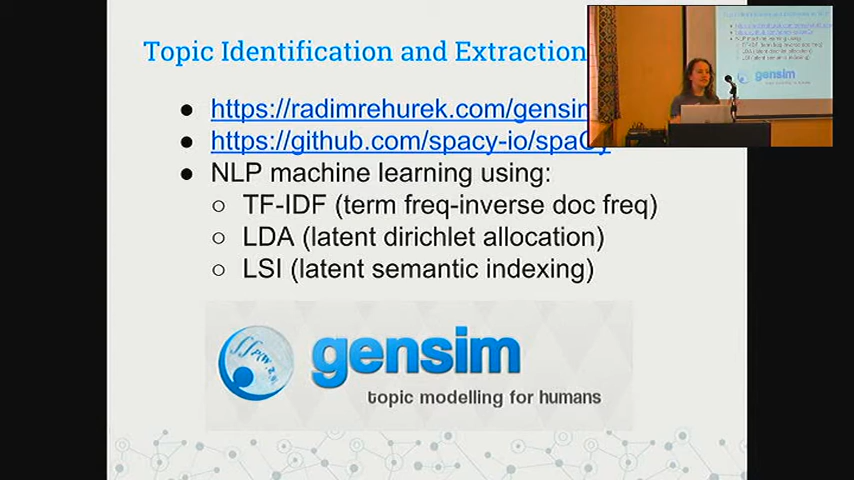 Topic Identification and Extraction
https://radimrehurek.com/gensim
https://github.com/spacy-io/spaCy
NLP machine learning using:
TF-IDF (term freq-inverse doc freq)
LDA (latent dirichlet allocation)
LSI (latent semantic indexing)
gensim
topic modelling for humans
gensim